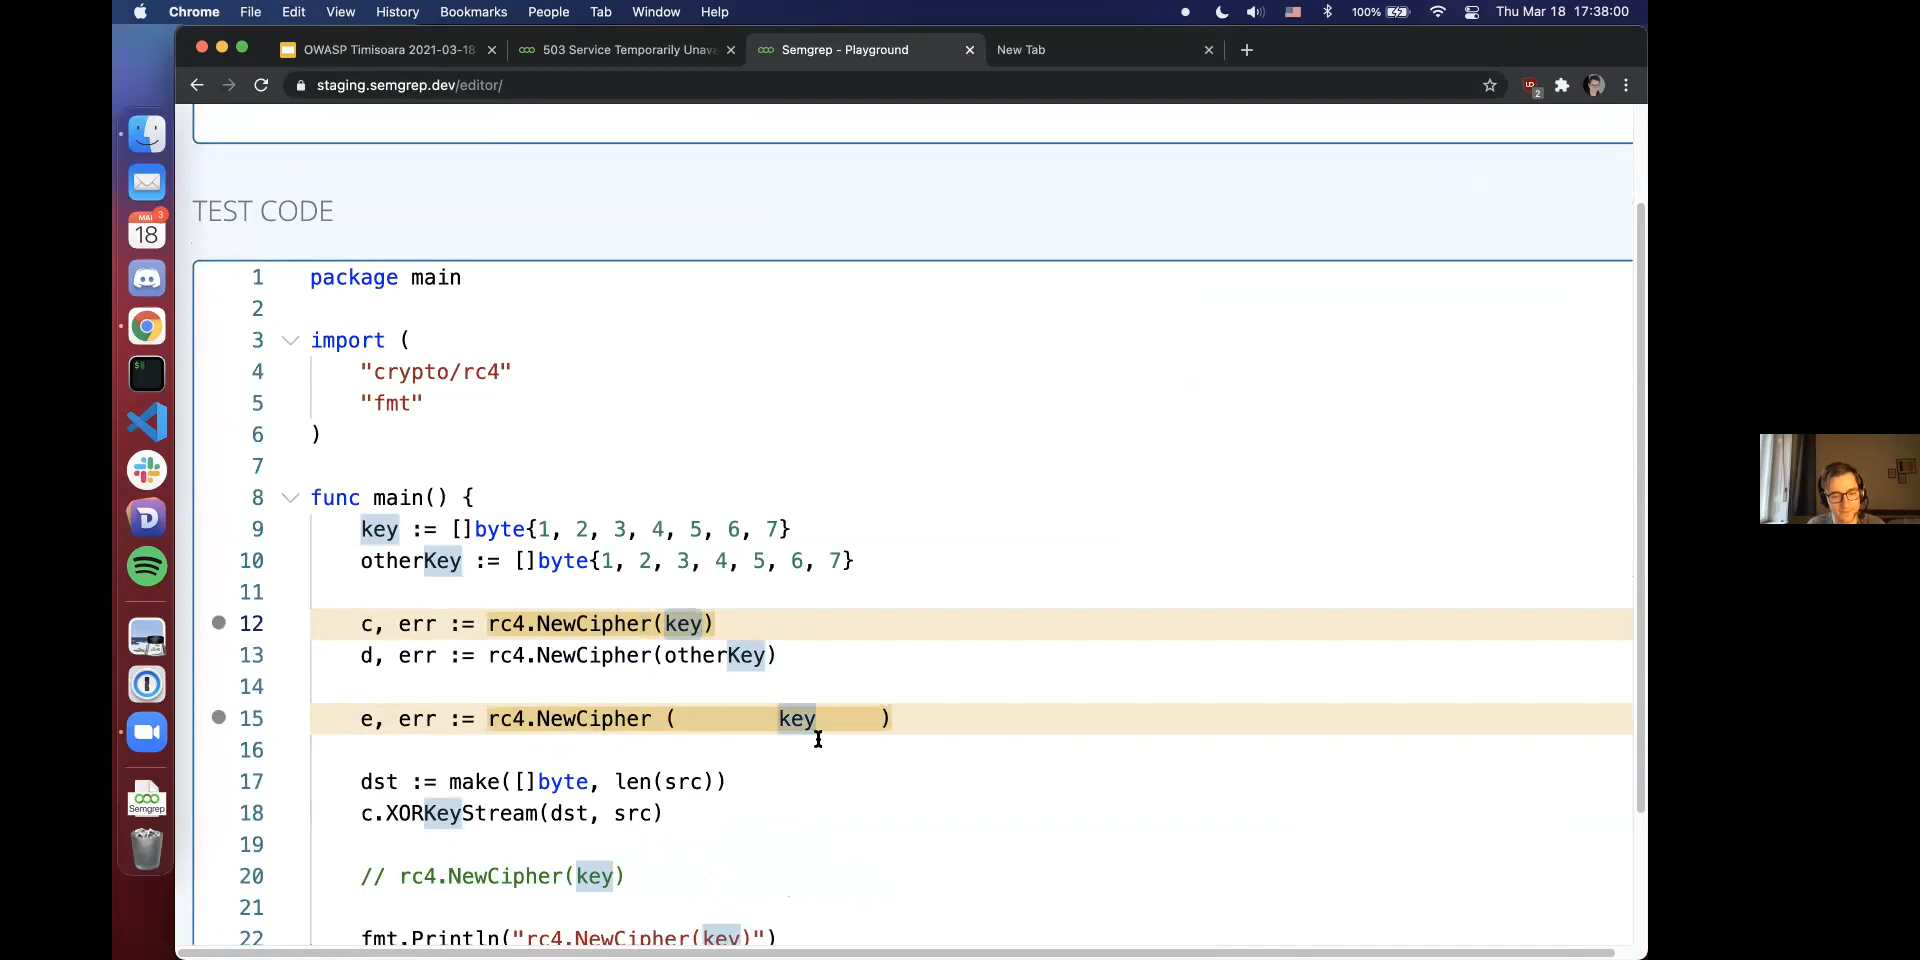 Chrome File Edit View History Bookmarks People Tab Window Help 100% Thu Mar 18 17:38:00
OWASP Timisoara 2021-03-18 503 Service Temporarily Unava Semgrep - Playground New Tab
staging.semgrep.dev/editor/
2
MAI 3
18
Semgrep
TEST CODE
1 package main
2
3 import (
4 "crypto/rc4"
5 "fmt"
6 )
7
8 func main() {
9 key := []byte{1, 2, 3, 4, 5, 6, 7}
10 otherKey := []byte{1, 2, 3, 4, 5, 6, 7}
11
12 c, err := rc4.NewCipher(key)
13 d, err := rc4.NewCipher(otherKey)
14
15 e, err := rc4.NewCipher ( key )
16
17 dst := make([]byte, len(src))
18 c.XORKeyStream(dst, src)
19
20 // rc4.NewCipher(key)
21
22 fmt.Println("rc4.NewCipher(key)")